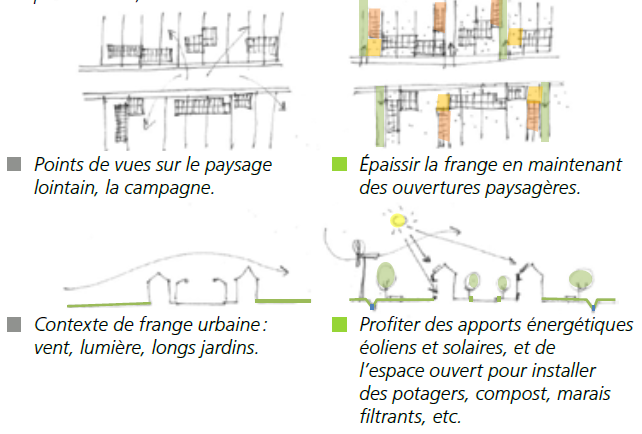 Points de vues sur le paysage
lointain, la campagne.
Épaissir la frange en maintenant
des ouvertures paysagères.
Contexte de frange urbaine :
vent, lumière, longs jardins.
Profiter des apports énergétiques
éoliens et solaires, et de
l’espace ouvert pour installer
des potagers, compost, marais
filtrants, etc.